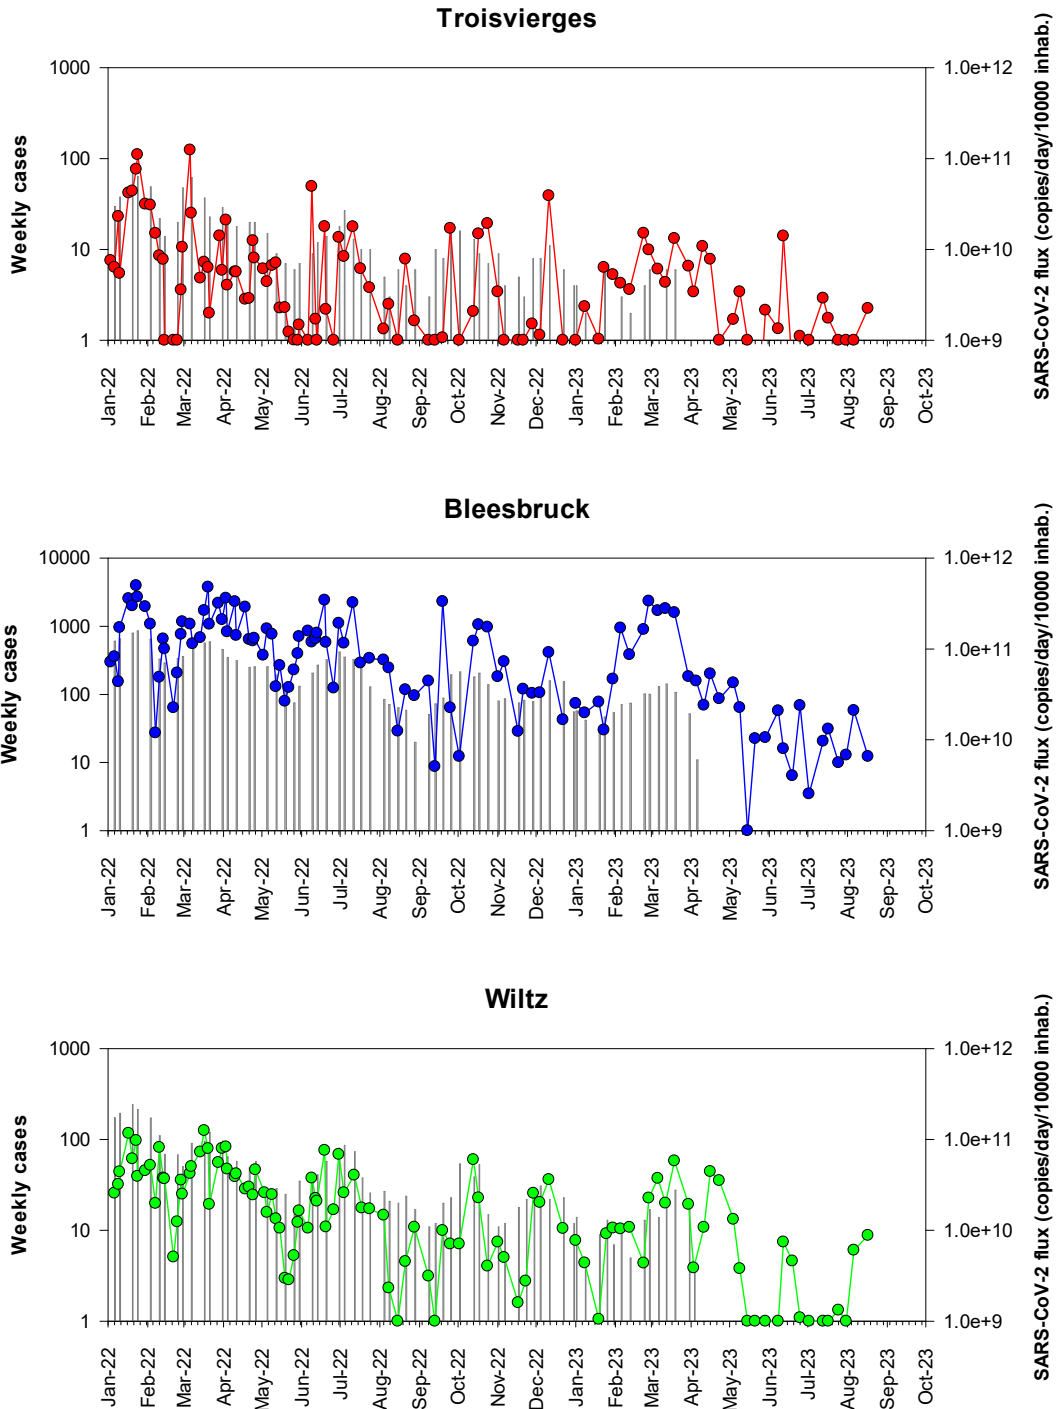 Troisvierges
Weekly cases
SARS-CoV-2 flux (copies/day/10000 inhab.)
1000 1.0e+12
100 1.0e+11
10 1.0e+10
1 1.0e+9
Jan-22 Feb-22 Mar-22 Apr-22 May-22 Jun-22 Jul-22 Aug-22 Sep-22 Oct-22 Nov-22 Dec-22 Jan-23 Feb-23 Mar-23 Apr-23 May-23 Jun-23 Jul-23 Aug-23 Sep-23 Oct-23
Bleesbruck
Weekly cases
SARS-CoV-2 flux (copies/day/10000 inhab.)
10000 1.0e+12
1000 1.0e+11
100 1.0e+10
10
1 1.0e+9
Jan-22 Feb-22 Mar-22 Apr-22 May-22 Jun-22 Jul-22 Aug-22 Sep-22 Oct-22 Nov-22 Dec-22 Jan-23 Feb-23 Mar-23 Apr-23 May-23 Jun-23 Jul-23 Aug-23 Sep-23 Oct-23
Wiltz
Weekly cases
SARS-CoV-2 flux (copies/day/10000 inhab.)
1000 1.0e+12
100 1.0e+11
10 1.0e+10
1 1.0e+9
Jan-22 Feb-22 Mar-22 Apr-22 May-22 Jun-22 Jul-22 Aug-22 Sep-22 Oct-22 Nov-22 Dec-22 Jan-23 Feb-23 Mar-23 Apr-23 May-23 Jun-23 Jul-23 Aug-23 Sep-23 Oct-23